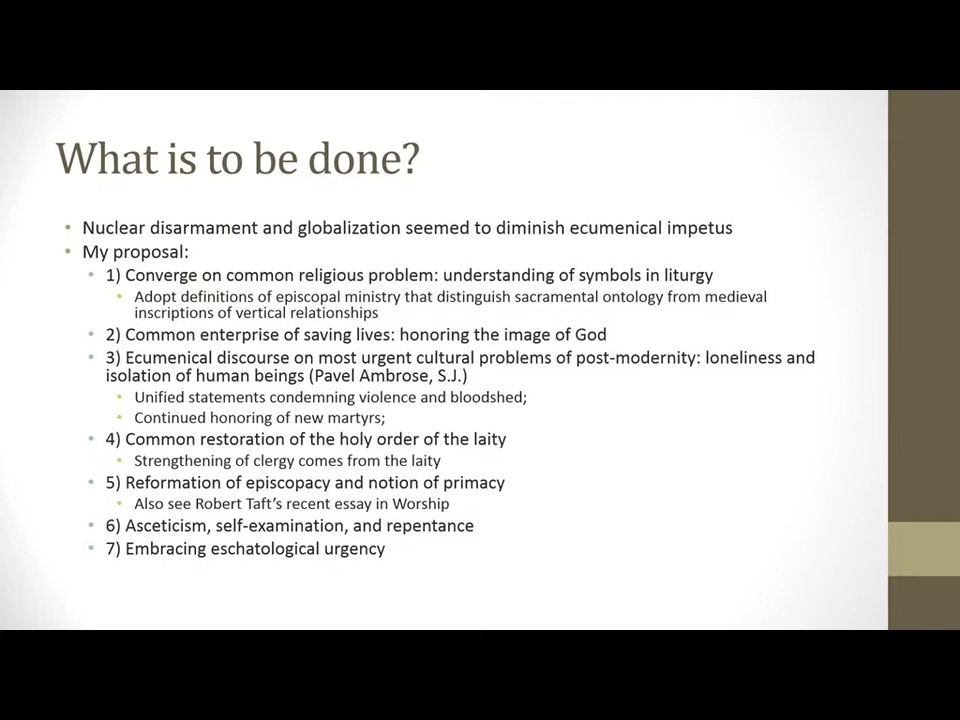 What is to be done?
• Nuclear disarmament and globalization seemed to diminish ecumenical impetus
• My proposal:
• 1) Converge on common religious problem: understanding of symbols in liturgy
• Adopt definitions of episcopal ministry that distinguish sacramental ontology from medieval
inscriptions of vertical relationships
• 2) Common enterprise of saving lives: honoring the image of God
• 3) Ecumenical discourse on most urgent cultural problems of post-modernity: loneliness and
isolation of human beings (Pavel Ambrose, S.J.)
• Unified statements condemning violence and bloodshed;
• Continued honoring of new martyrs;
• 4) Common restoration of the holy order of the laity
• Strengthening of clergy comes from the laity
• 5) Reformation of episcopacy and notion of primacy
• Also see Robert Taft's recent essay in Worship
• 6) Asceticism, self-examination, and repentance
• 7) Embracing eschatological urgency